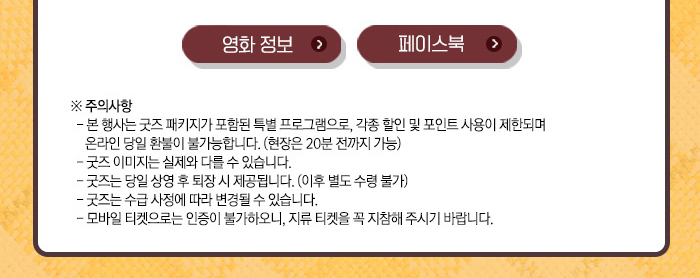 영화 정보
페이스북
※ 주의사항
- 본 행사는 굿즈 패키지가 포함된 특별 프로그램으로, 각종 할인 및 포인트 사용이 제한되며
온라인 당일 환불이 불가능합니다. (현장은 20분 전까지 가능)
- 굿즈 이미지는 실제와 다를 수 있습니다.
- 굿즈는 당일 상영 후 퇴장 시 제공됩니다. (이후 별도 수령 불가)
- 굿즈는 수급 사정에 따라 변경될 수 있습니다.
- 모바일 티켓으로는 인증이 불가하오니, 지류 티켓을 꼭 지참해 주시기 바랍니다.